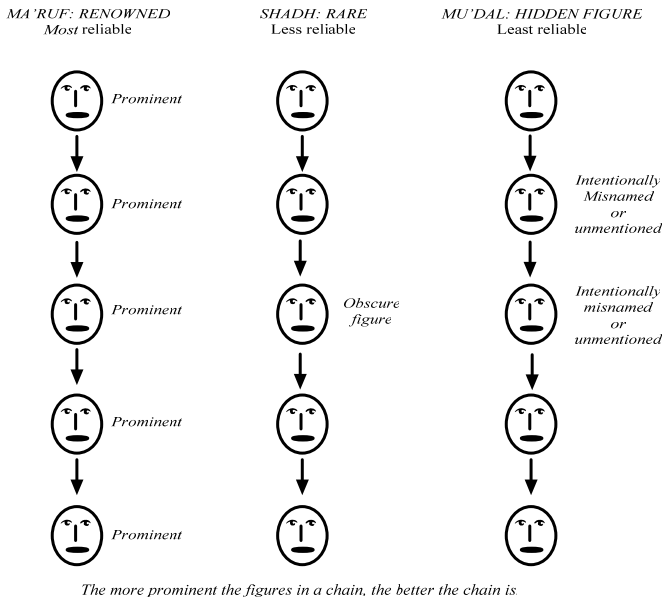 MA'RUF: RENOWNED
Most reliable
SHADH: RARE
Less reliable
MU'DAL: HIDDEN FIGURE
Least reliable
Prominent
Prominent
Intentionally
Misnamed
or
unmentioned
Prominent
Obscure
figure
Intentionally
misnamed
or
unmentioned
Prominent
Prominent
The more prominent the figures in a chain, the better the chain is